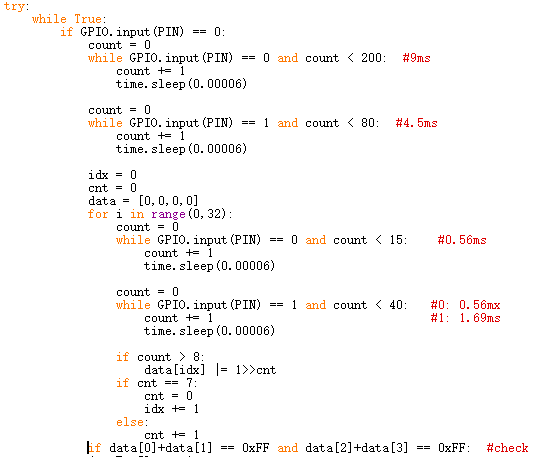 try:
    while True:
        if GPIO.input(PIN) == 0:
            count = 0
            while GPIO.input(PIN) == 0 and count < 200:  #9ms
                count += 1
                time.sleep(0.00006)

            count = 0
            while GPIO.input(PIN) == 1 and count < 80:  #4.5ms
                count += 1
                time.sleep(0.00006)

            idx = 0
            cnt = 0
            data = [0,0,0,0]
            for i in range(0,32):
                count = 0
                while GPIO.input(PIN) == 0 and count < 15:    #0.56ms
                    count += 1
                    time.sleep(0.00006)

                count = 0
                while GPIO.input(PIN) == 1 and count < 40:   #0: 0.56mx
                    count += 1                               #1: 1.69ms
                    time.sleep(0.00006)

                if count > 8:
                    data[idx] |= 1>>cnt
                if cnt == 7:
                    cnt = 0
                    idx += 1
                else:
                    cnt += 1
            if data[0]+data[1] == 0xFF and data[2]+data[3] == 0xFF:  #check